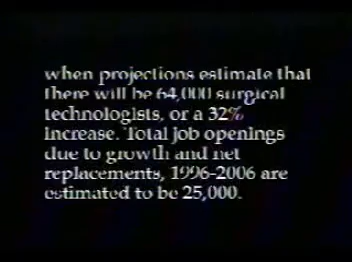 when projections estimate that
there will be 64,000 surgical
technologists, or a 32%
increase. Total job openings
due to growth and net
replacements, 1996-2006 are
estimated to be 25,000.